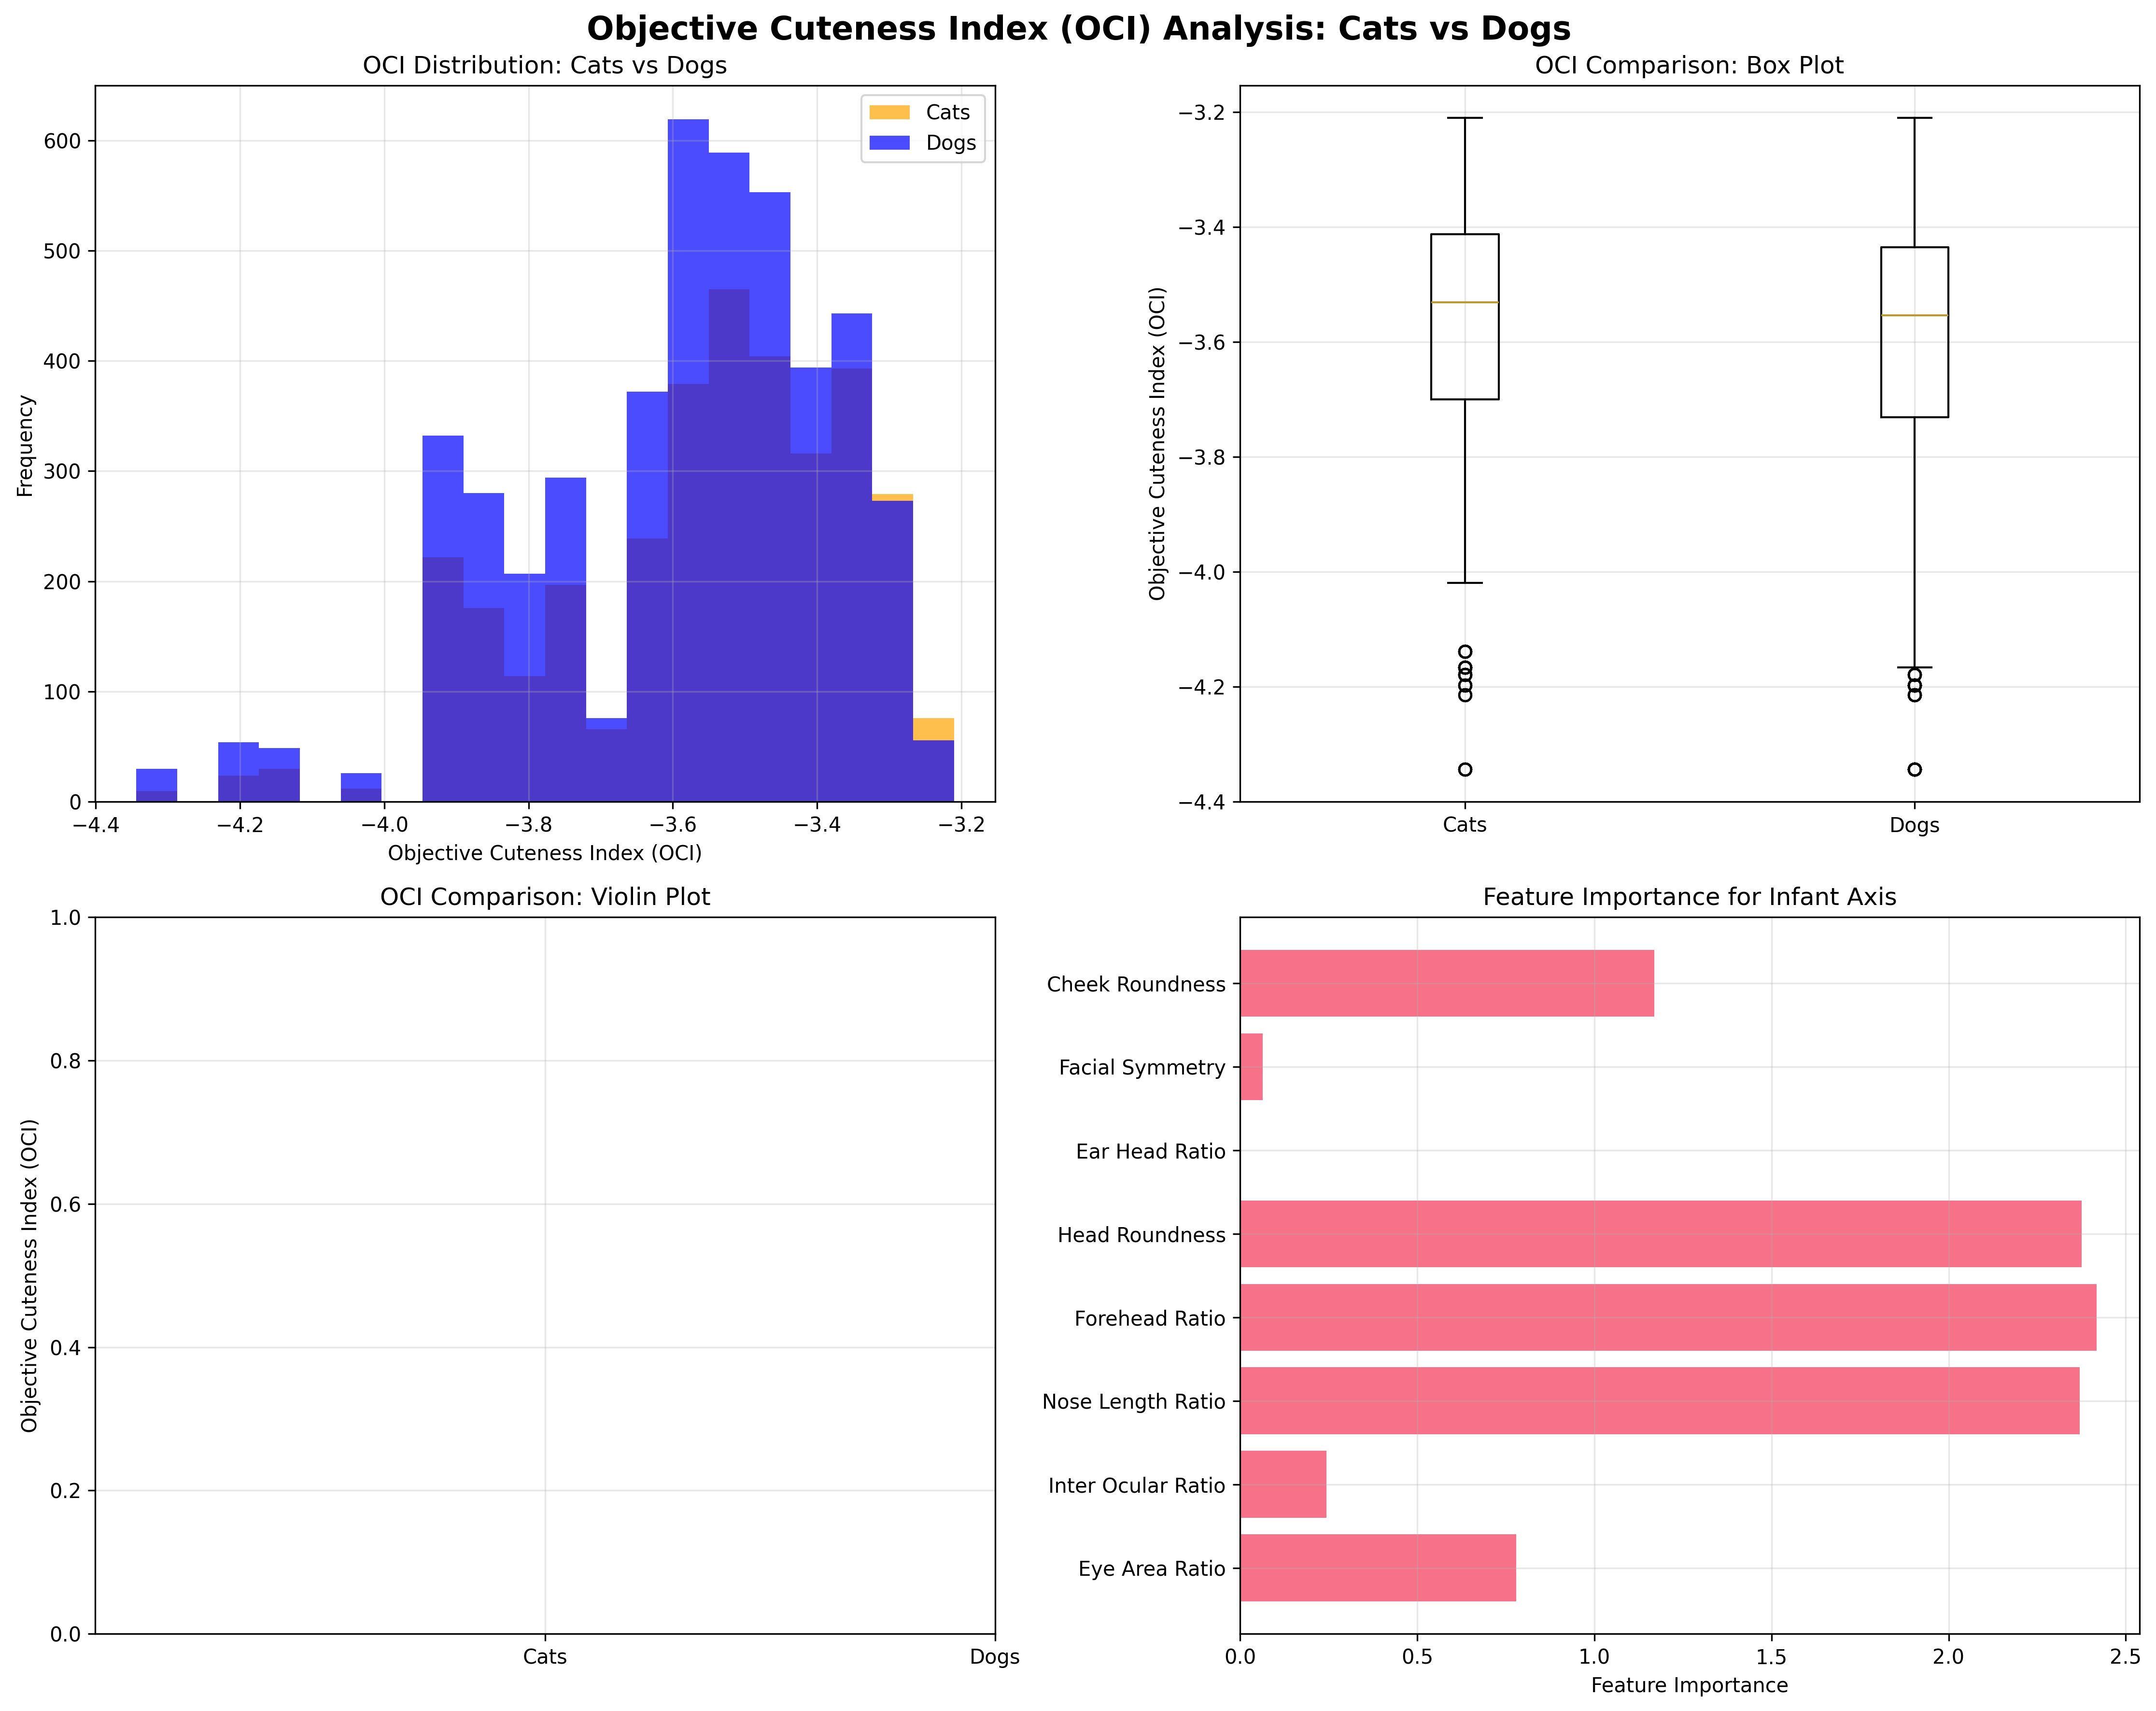 Objective Cuteness Index (OCI) Analysis: Cats vs Dogs
OCI Distribution: Cats vs Dogs
Cats
Dogs
Frequency
600
500
400
300
200
100
0
−4.4
−4.2
−4.0
−3.8
−3.6
−3.4
−3.2
Objective Cuteness Index (OCI)
OCI Comparison: Box Plot
Objective Cuteness Index (OCI)
−3.2
−3.4
−3.6
−3.8
−4.0
−4.2
−4.4
Cats
Dogs
OCI Comparison: Violin Plot
Objective Cuteness Index (OCI)
1.0
0.8
0.6
0.4
0.2
0.0
Cats
Dogs
Feature Importance for Infant Axis
Cheek Roundness
Facial Symmetry
Ear Head Ratio
Head Roundness
Forehead Ratio
Nose Length Ratio
Inter Ocular Ratio
Eye Area Ratio
0.0
0.5
1.0
1.5
2.0
2.5
Feature Importance